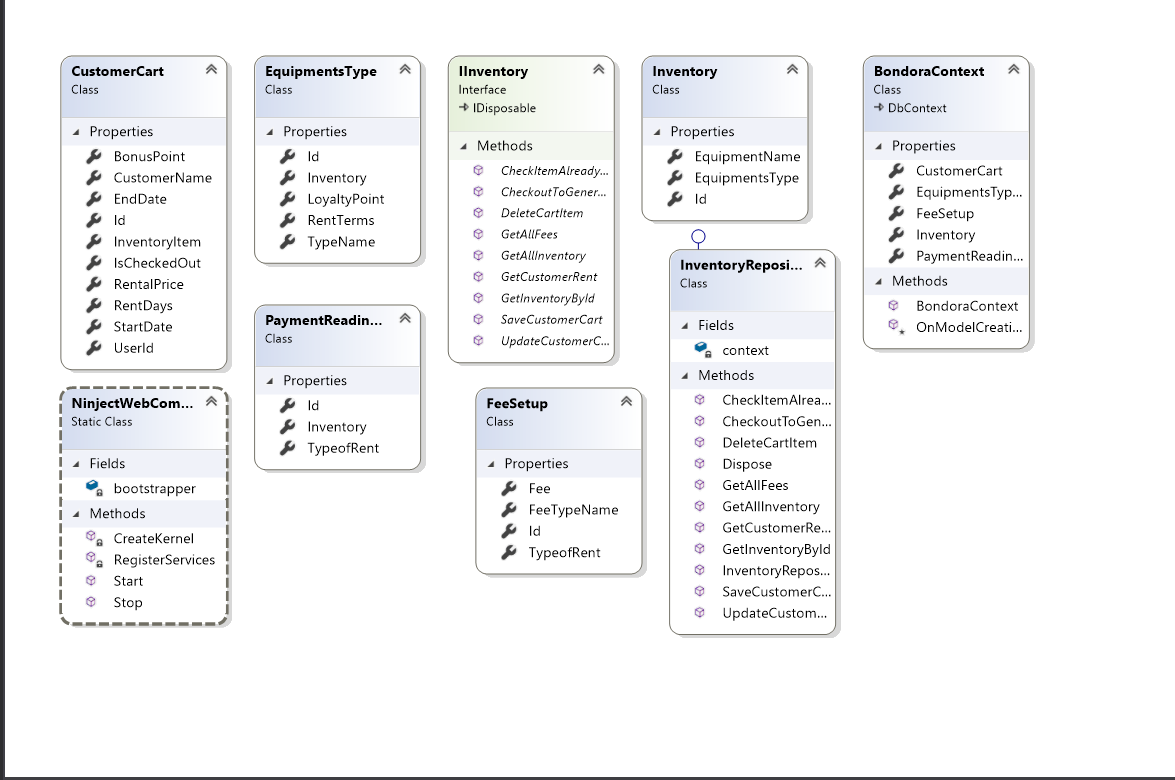 CustomerCart
Class
Properties
BonusPoint
CustomerName
EndDate
Id
InventoryItem
IsCheckedOut
RentalPrice
RentDays
StartDate
UserId
EquipmentsType
Class
Properties
Id
Inventory
LoyaltyPoint
RentTerms
TypeName
IInventory
Interface
IDisposable
Methods
CheckItemAlready...
CheckoutToGener...
DeleteCartItem
GetAllFees
GetAllInventory
GetCustomerRent
GetInventoryById
SaveCustomerCart
UpdateCustomerC...
Inventory
Class
Properties
EquipmentName
EquipmentsType
Id
BondoraContext
Class
DbContext
Properties
CustomerCart
EquipmentsTyp...
FeeSetup
Inventory
PaymentReadin...
Methods
BondoraContext
OnModelCreati...
InventoryReposi...
Class
Fields
context
Methods
CheckItemAlrea...
CheckoutToGen...
DeleteCartItem
Dispose
GetAllFees
GetAllInventory
GetCustomerRe...
GetInventoryById
InventoryRepos...
SaveCustomerC...
UpdateCustom...
PaymentReadin...
Class
Properties
Id
Inventory
TypeofRent
NinjectWebCom...
Static Class
Fields
bootstrapper
Methods
CreateKernel
RegisterServices
Start
Stop
FeeSetup
Class
Properties
Fee
FeeTypeName
Id
TypeofRent